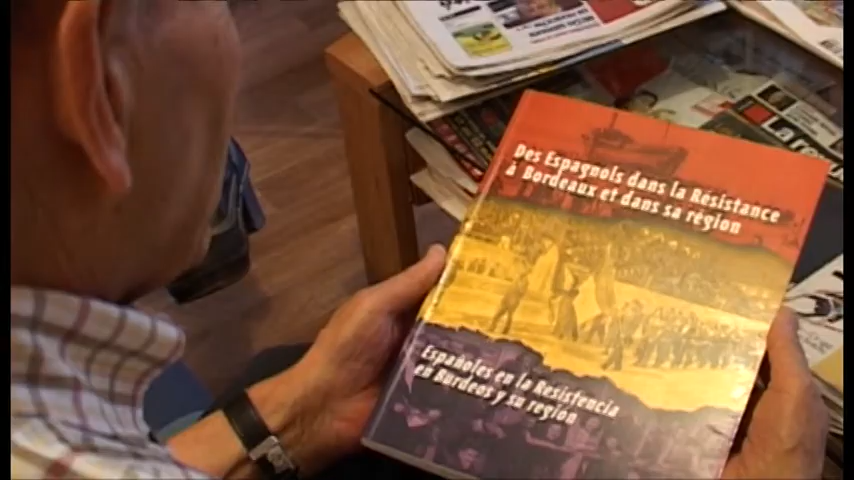 Des Espagnols dans la Résistance
à Bordeaux et dans sa région
Españoles en la Resistencia
en Burdeos y su región